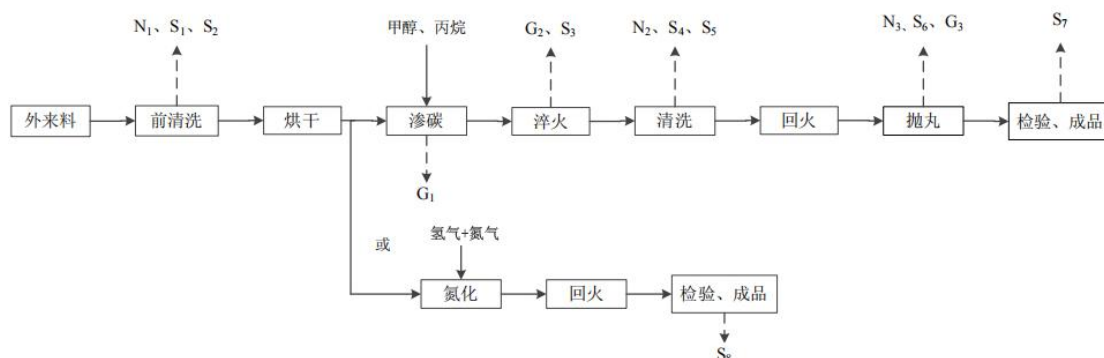 N₁、S₁、S₂
甲醇、丙烷
G₂、S₃
N₂、S₄、S₅
N₃、S₆、G₃
S₇
外来料
前清洗
烘干
渗碳
淬火
清洗
回火
抛丸
检验、成品
G₁
或
氢气+氮气
氮化
回火
检验、成品
S₈